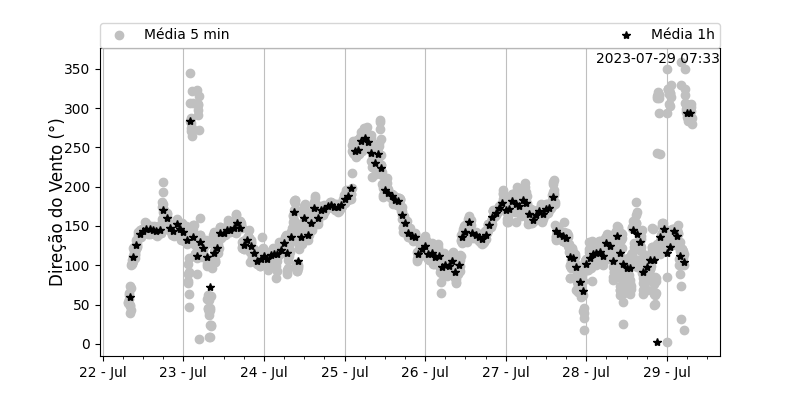 Média 5 min
Média 1h
2023-07-29 07:33
Direção do Vento (°)
350
300
250
200
150
100
50
0
22 - Jul
23 - Jul
24 - Jul
25 - Jul
26 - Jul
27 - Jul
28 - Jul
29 - Jul